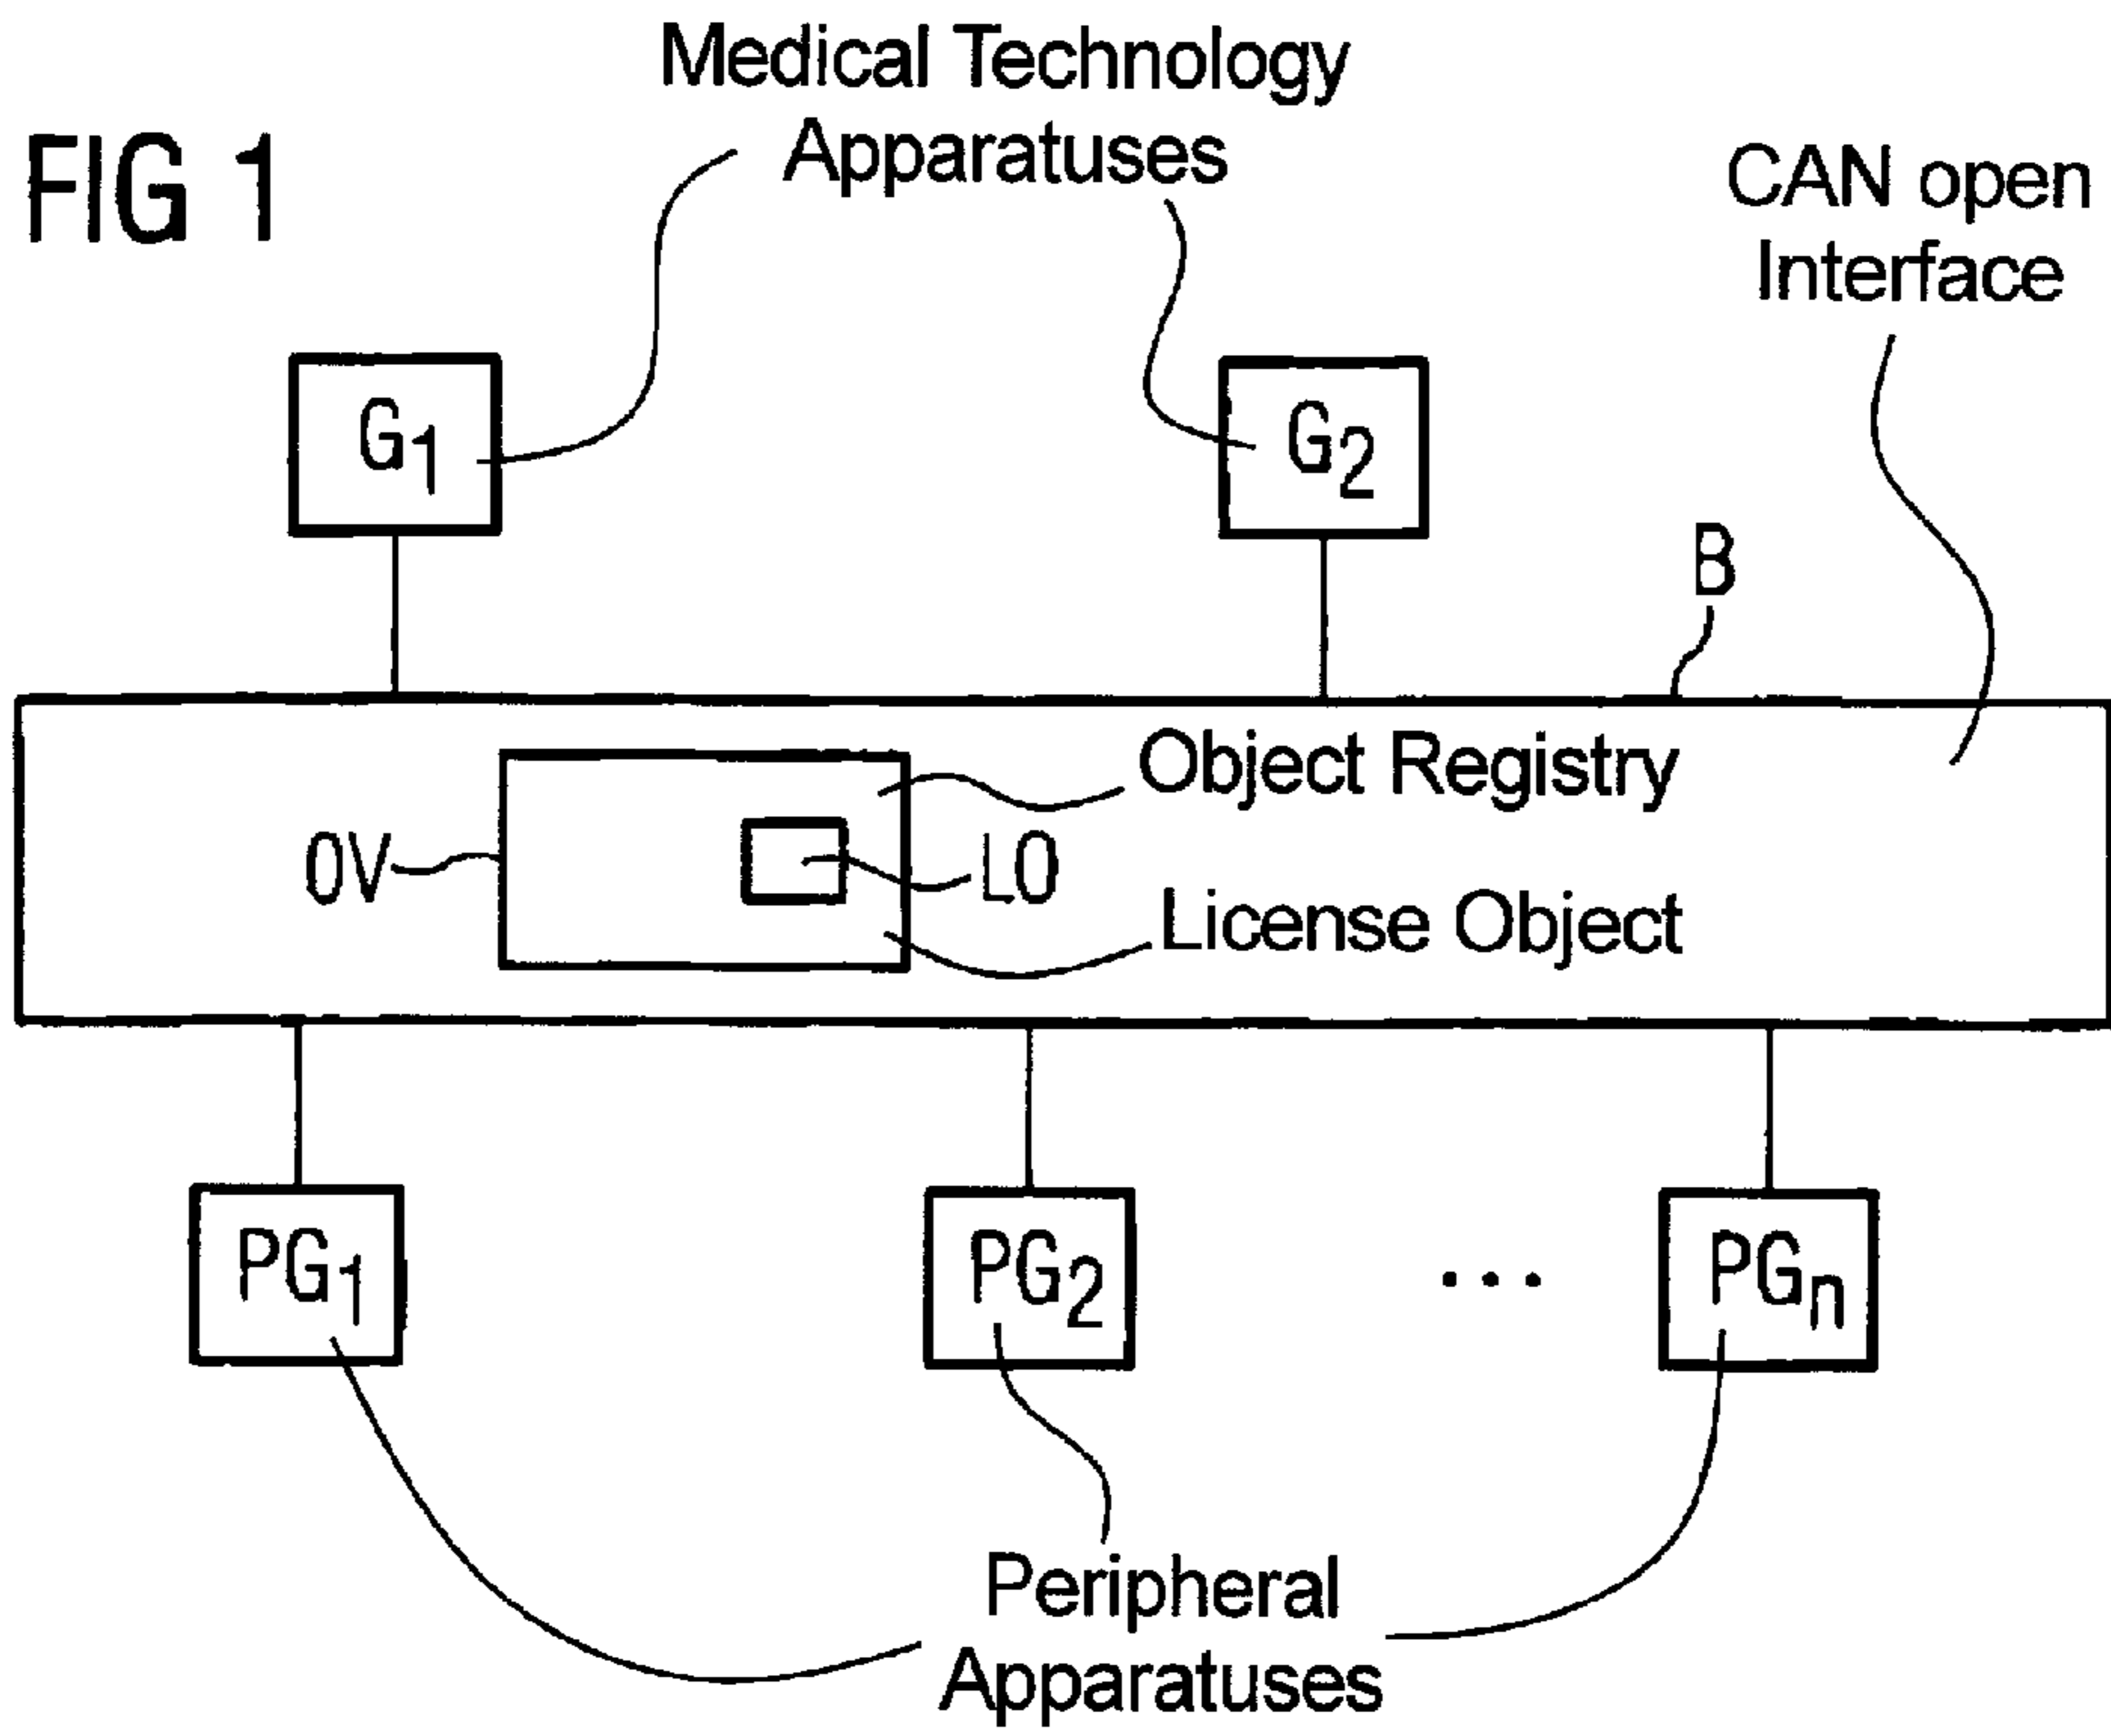 Medical Technology
Apparatuses
FIG 1
CAN open
Interface
G1
G2
B
Object Registry
OV
LO
License Object
PG1
PG2
...
PGn
Peripheral
Apparatuses